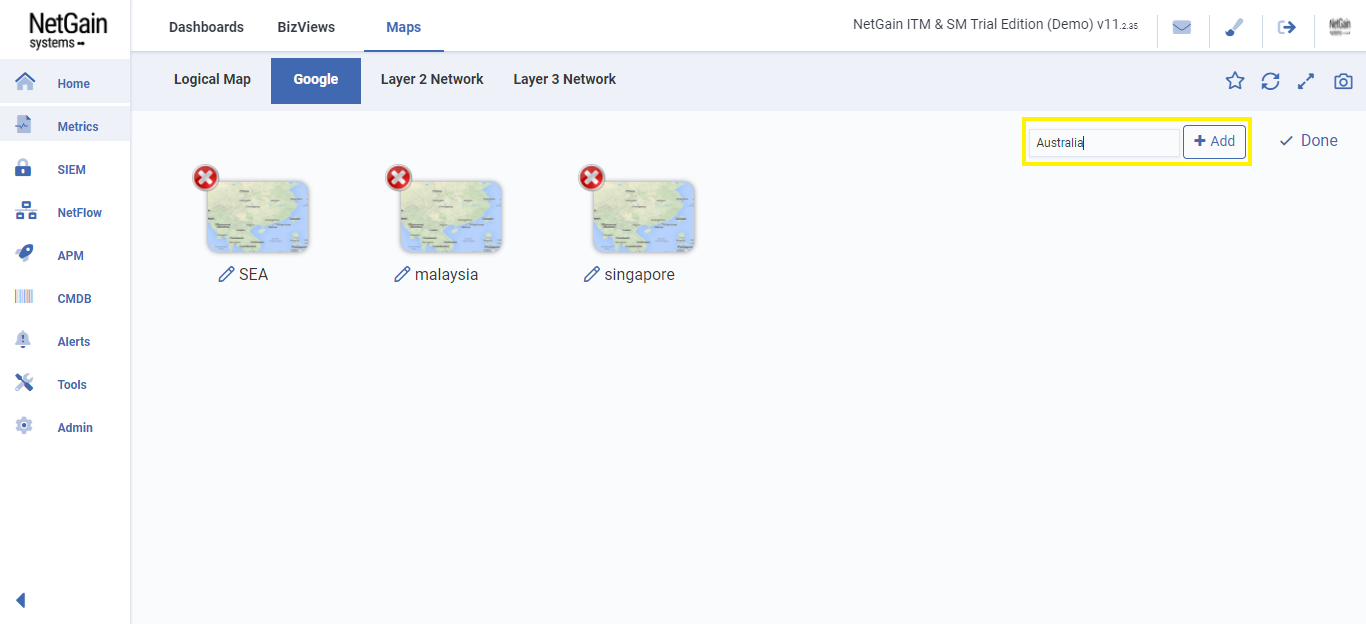 NetGain
systems
Dashboards
BizViews
Maps
NetGain ITM & SM Trial Edition (Demo) v11.2.35
NetGain
Logical Map
Google
Layer 2 Network
Layer 3 Network
Home
Metrics
SIEM
NetFlow
APM
CMDB
Alerts
Tools
Admin
Australia
Add
Done
SEA
malaysia
singapore